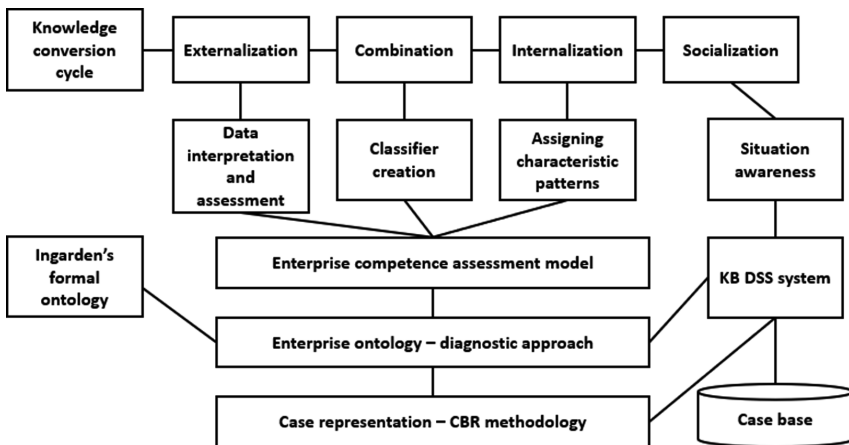 Knowledge
conversion
cycle
Externalization
Combination
Internalization
Socialization
Data
interpretation
and
assessment
Classifier
creation
Assigning
characteristic
patterns
Situation
awareness
Ingarden’s
formal
ontology
Enterprise competence assessment model
KB DSS system
Enterprise ontology – diagnostic approach
Case representation – CBR methodology
Case base